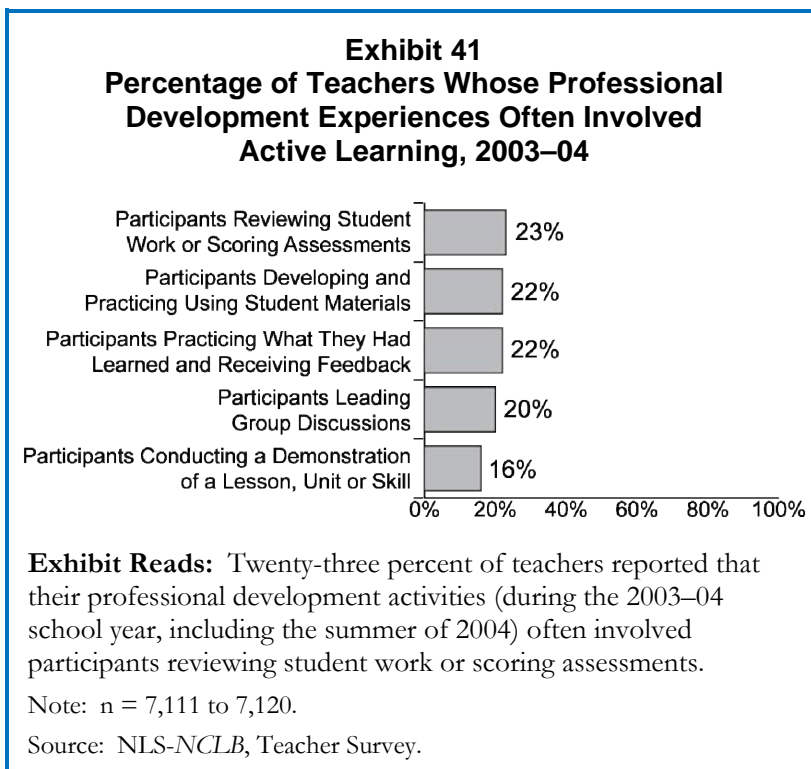 Exhibit 41
Percentage of Teachers Whose Professional
Development Experiences Often Involved
Active Learning, 2003–04
Participants Reviewing Student
Work or Scoring Assessments
23%
Participants Developing and
Practicing Using Student Materials
22%
Participants Practicing What They Had
Learned and Receiving Feedback
22%
Participants Leading
Group Discussions
20%
Participants Conducting a Demonstration
of a Lesson, Unit or Skill
16%
0% 20% 40% 60% 80% 100%
Exhibit Reads: Twenty-three percent of teachers reported that
their professional development activities (during the 2003–04
school year, including the summer of 2004) often involved
participants reviewing student work or scoring assessments.
Note: n = 7,111 to 7,120.
Source: NLS-NCLB, Teacher Survey.